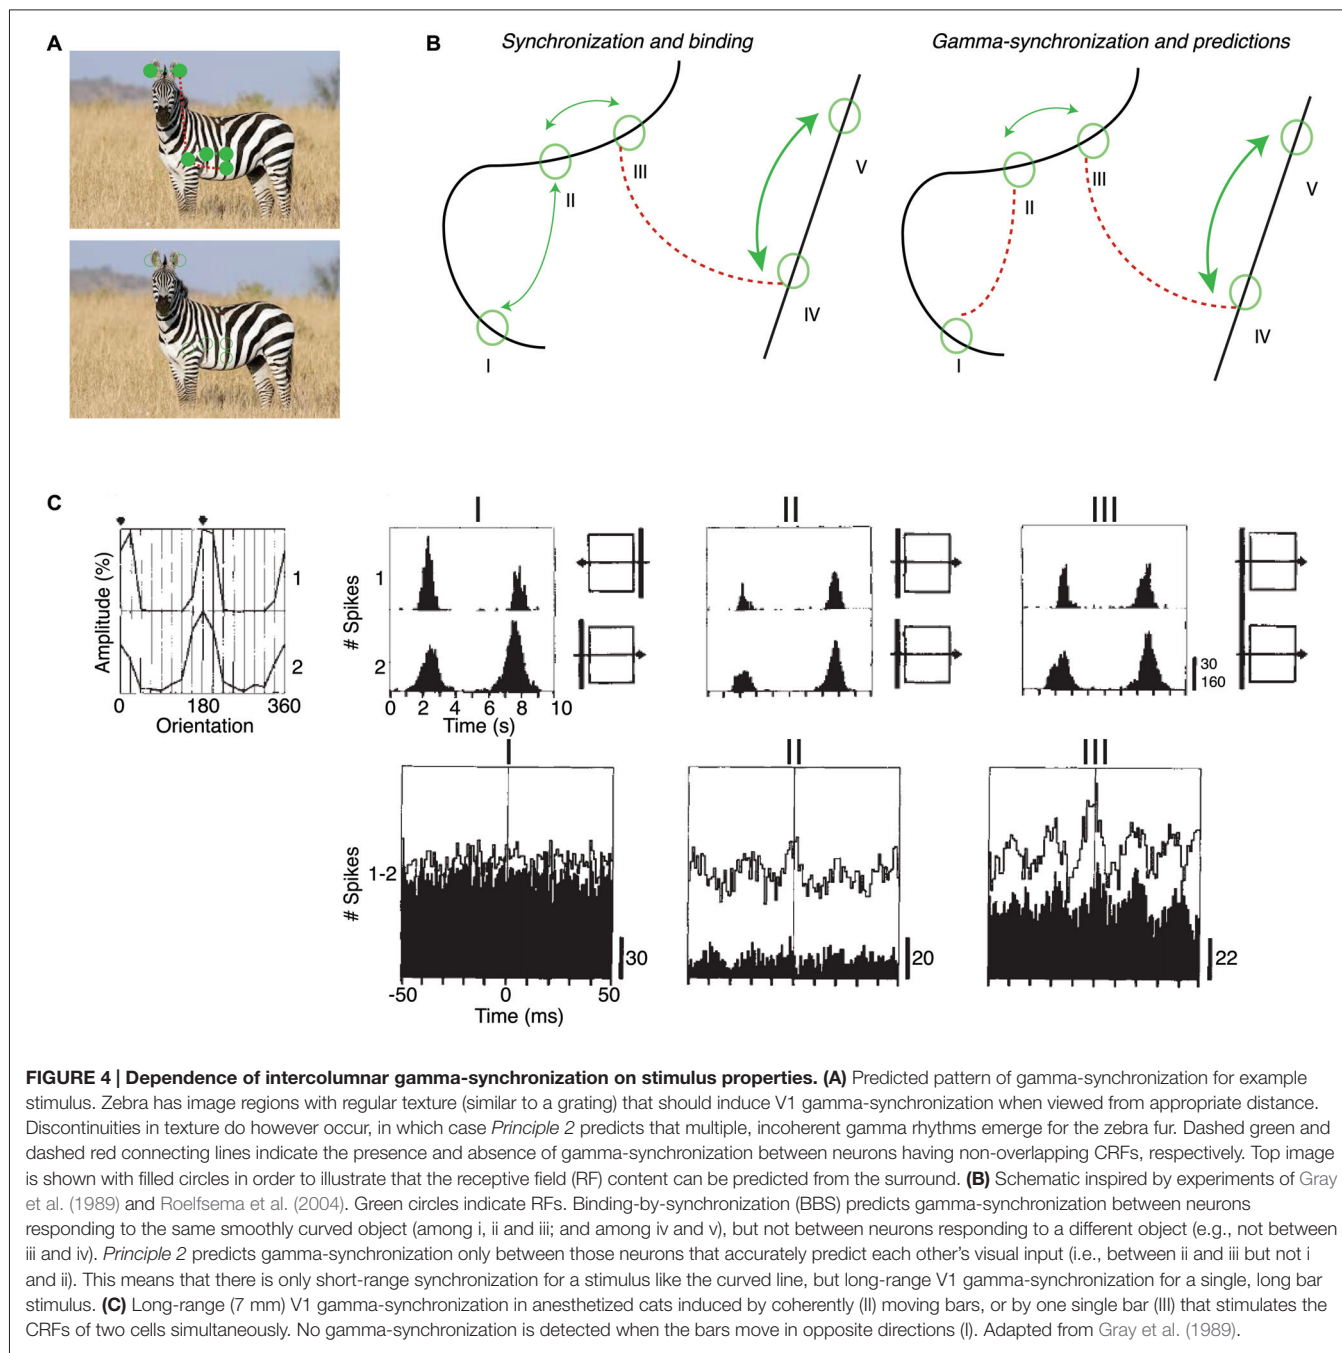 A
B
Synchronization and binding
Gamma-synchronization and predictions
I
II
III
IV
V
I
II
III
IV
V
C
Amplitude (%)
1
2
0
180
360
Orientation
I
II
III
# Spikes
1
2
0
2
4
6
8
10
Time (s)
30
160
I
II
III
# Spikes
1-2
-50
0
50
Time (ms)
30
20
22
FIGURE 4 | Dependence of intercolumnar gamma-synchronization on stimulus properties. (A) Predicted pattern of gamma-synchronization for example
stimulus. Zebra has image regions with regular texture (similar to a grating) that should induce V1 gamma-synchronization when viewed from appropriate distance.
Discontinuities in texture do however occur, in which case Principle 2 predicts that multiple, incoherent gamma rhythms emerge for the zebra fur. Dashed green and
dashed red connecting lines indicate the presence and absence of gamma-synchronization between neurons having non-overlapping CRFs, respectively. Top image
is shown with filled circles in order to illustrate that the receptive field (RF) content can be predicted from the surround. (B) Schematic inspired by experiments of Gray
et al. (1989) and Roelfsema et al. (2004). Green circles indicate RFs. Binding-by-synchronization (BBS) predicts gamma-synchronization between neurons
responding to the same smoothly curved object (among i, ii and iii; and among iv and v), but not between neurons responding to a different object (e.g., not between
iii and iv). Principle 2 predicts gamma-synchronization only between those neurons that accurately predict each other's visual input (i.e., between ii and iii but not i
and ii). This means that there is only short-range synchronization for a stimulus like the curved line, but long-range V1 gamma-synchronization for a single, long bar
stimulus. (C) Long-range (7 mm) V1 gamma-synchronization in anesthetized cats induced by coherently (II) moving bars, or by one single bar (III) that stimulates the
CRFs of two cells simultaneously. No gamma-synchronization is detected when the bars move in opposite directions (I). Adapted from Gray et al. (1989).